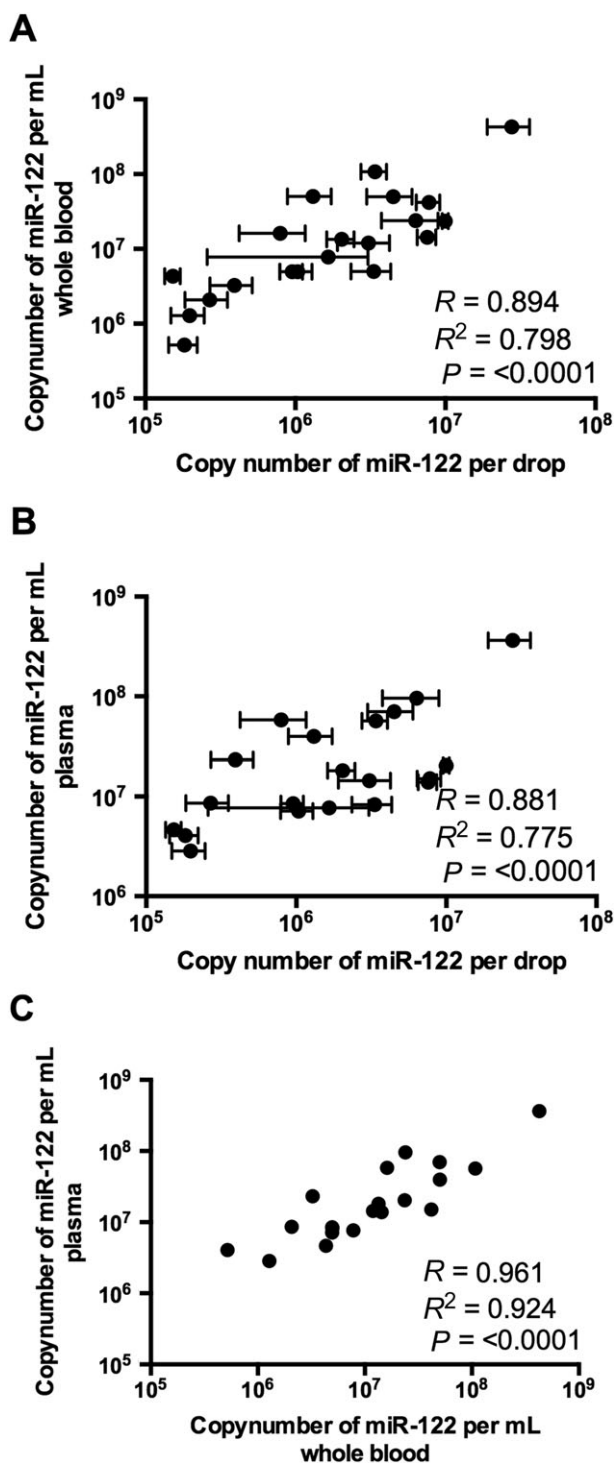 A
Copynumber of miR-122 per mL
whole blood
10⁹
10⁸
10⁷
10⁶
10⁵
R = 0.894
R² = 0.798
P = <0.0001
10⁵ 10⁶ 10⁷ 10⁸
Copy number of miR-122 per drop
B
Copynumber of miR-122 per mL
plasma
10⁹
10⁸
10⁷
10⁶
R = 0.881
R² = 0.775
P = <0.0001
10⁵ 10⁶ 10⁷ 10⁸
Copy number of miR-122 per drop
C
Copynumber of miR-122 per mL
plasma
10⁹
10⁸
10⁷
10⁶
10⁵
R = 0.961
R² = 0.924
P = <0.0001
10⁵ 10⁶ 10⁷ 10⁸ 10⁹
Copynumber of miR-122 per mL
whole blood